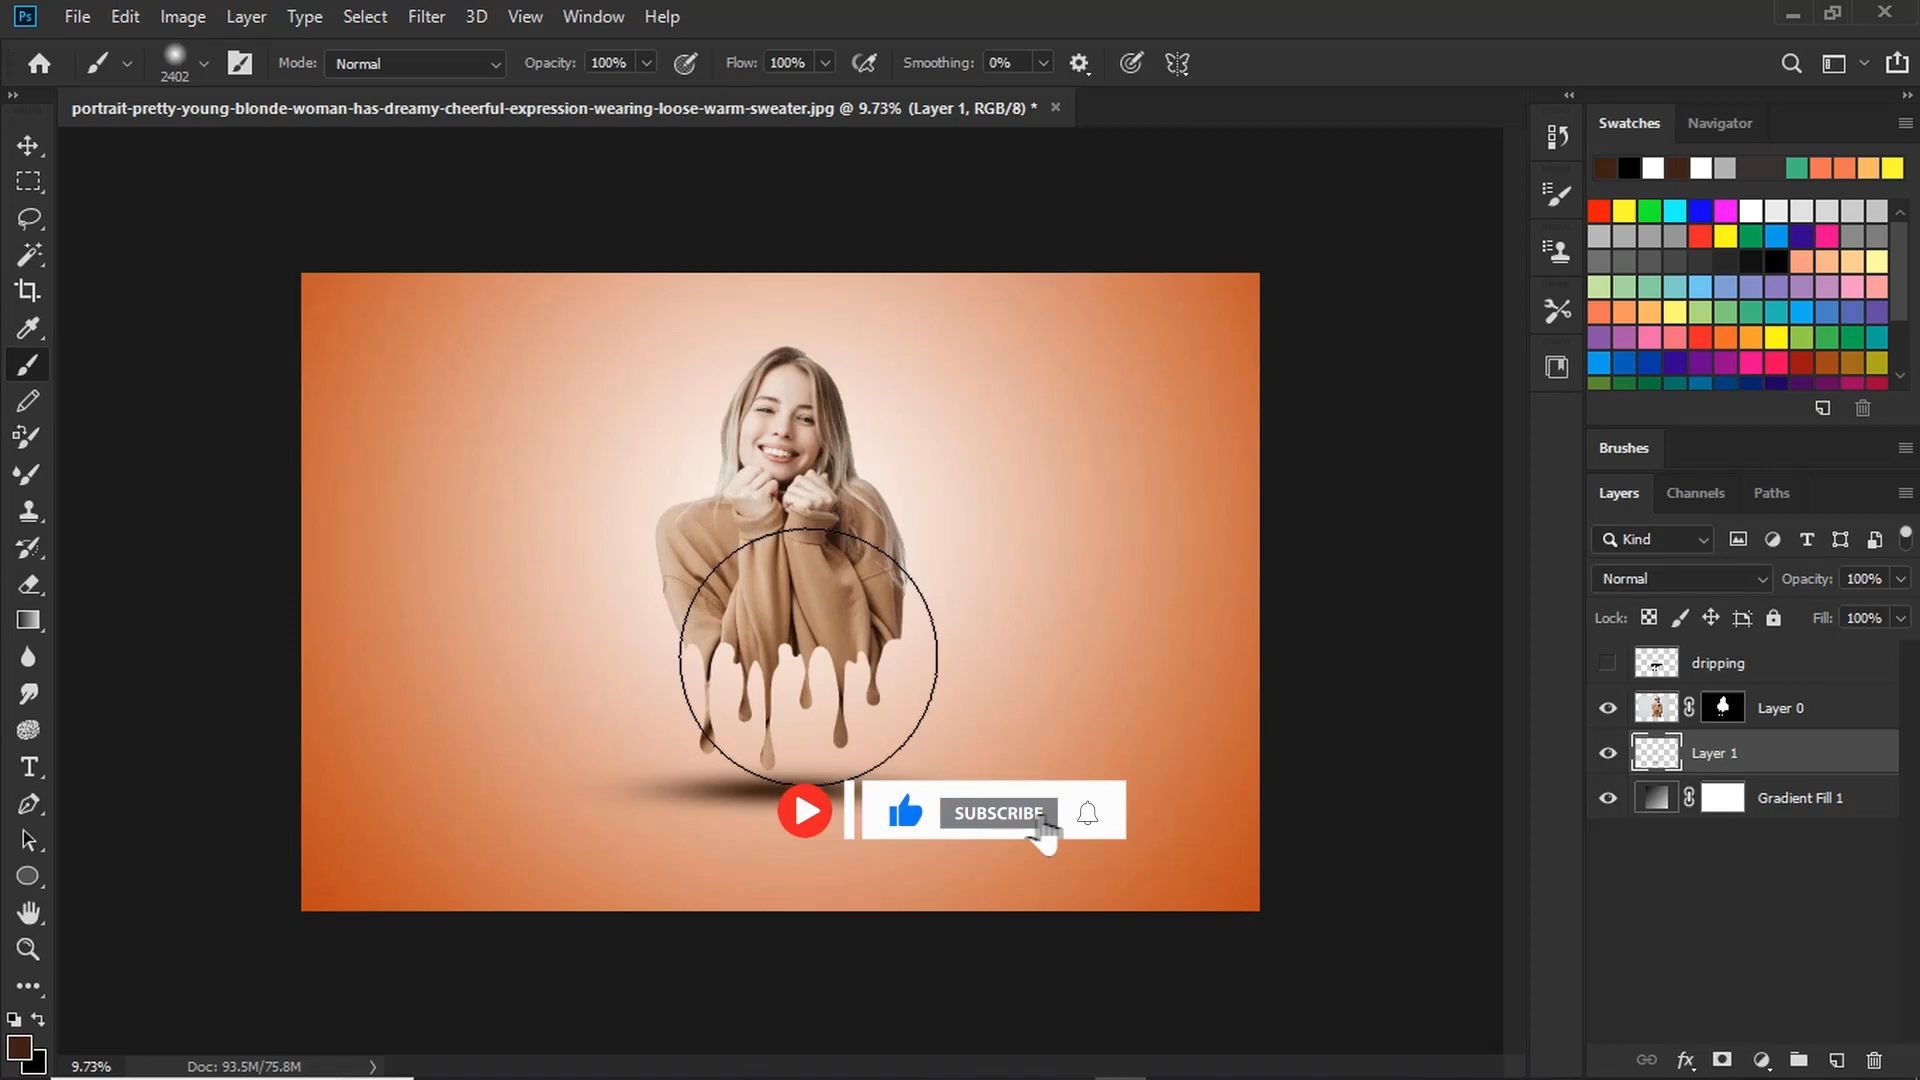 Ps File Edit Image Layer Type Select Filter 3D View Window Help
2402 Mode: Normal Opacity: 100% Flow: 100% Smoothing: 0%
portrait-pretty-young-blonde-woman-has-dreamy-cheerful-expression-wearing-loose-warm-sweater.jpg @ 9.73% (Layer 1, RGB/8) *
Swatches Navigator
Brushes
Layers Channels Paths
Kind
Normal Opacity: 100%
Lock: Fill: 100%
dripping
Layer 0
Layer 1
Gradient Fill 1
SUBSCRIBE
9.73% Doc: 93.5M/75.8M